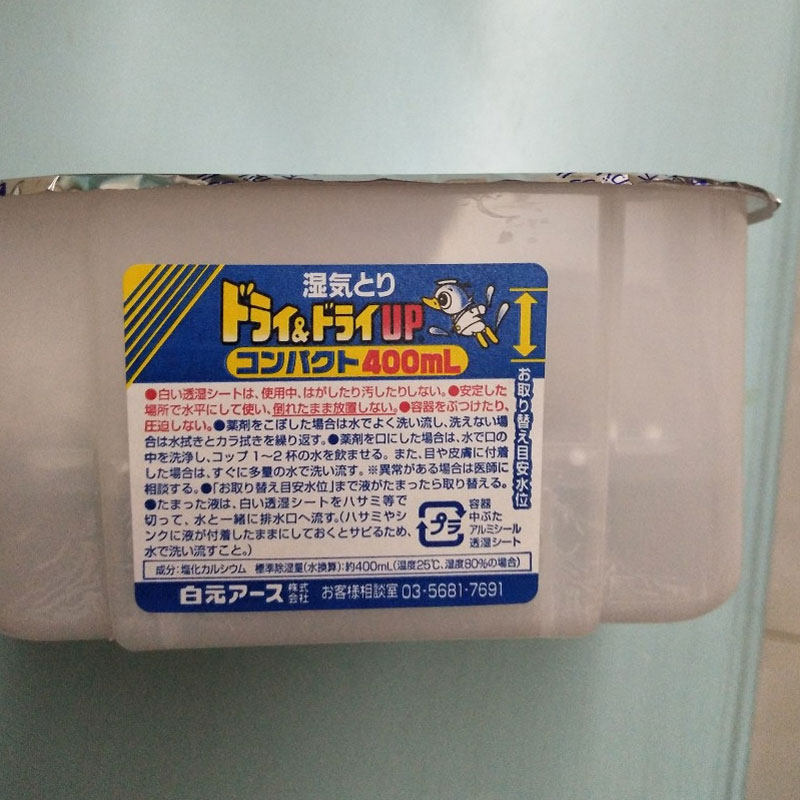 湿気とり
ドライ&ドライUP
コンパクト400mL
お取り替え目安水位
●白い透湿シートは、使用中、はがしたり汚したりしない。●安定した
場所で水平にして使い、倒れたまま放置しない。●容器をぶつけたり、
圧迫しない。●薬剤をこぼした場合は水でよく洗い流し、洗えない場
合は水拭きとカラ拭きを繰り返す。●薬剤を口にした場合は、水で口の
中を洗浄し、コップ1〜2杯の水を飲ませる。また、目や皮膚に付着
した場合は、すぐに多量の水で洗い流す。※異常がある場合は医師に
相談する。●「お取り替え目安水位」まで液がたまったら取り替える。
●たまった液は、白い透湿シートをハサミ等で
切って、水と一緒に排水口へ流す。(ハサミやシ
ンクに液が付着したままにしておくとサビるため、
水で洗い流すこと。)
プラ
容器
中ぶた
アルミシール
透湿シート
成分:塩化カルシウム 標準除湿量(水換算):約400mL(温度25℃、湿度80%の場合)
白元アース株式会社 お客様相談室 03-5681-7691